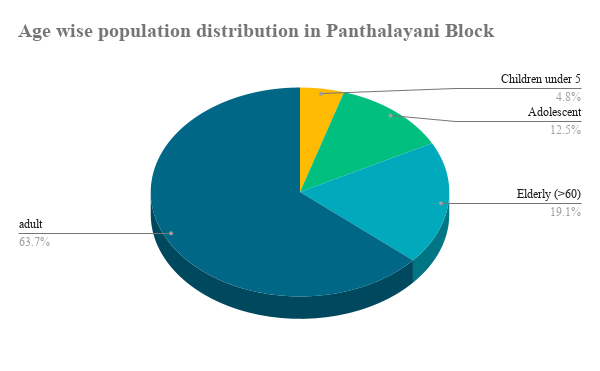 Age wise population distribution in Panthalayani Block
Children under 5
4.8%
Adolescent
12.5%
Elderly (>60)
19.1%
adult
63.7%